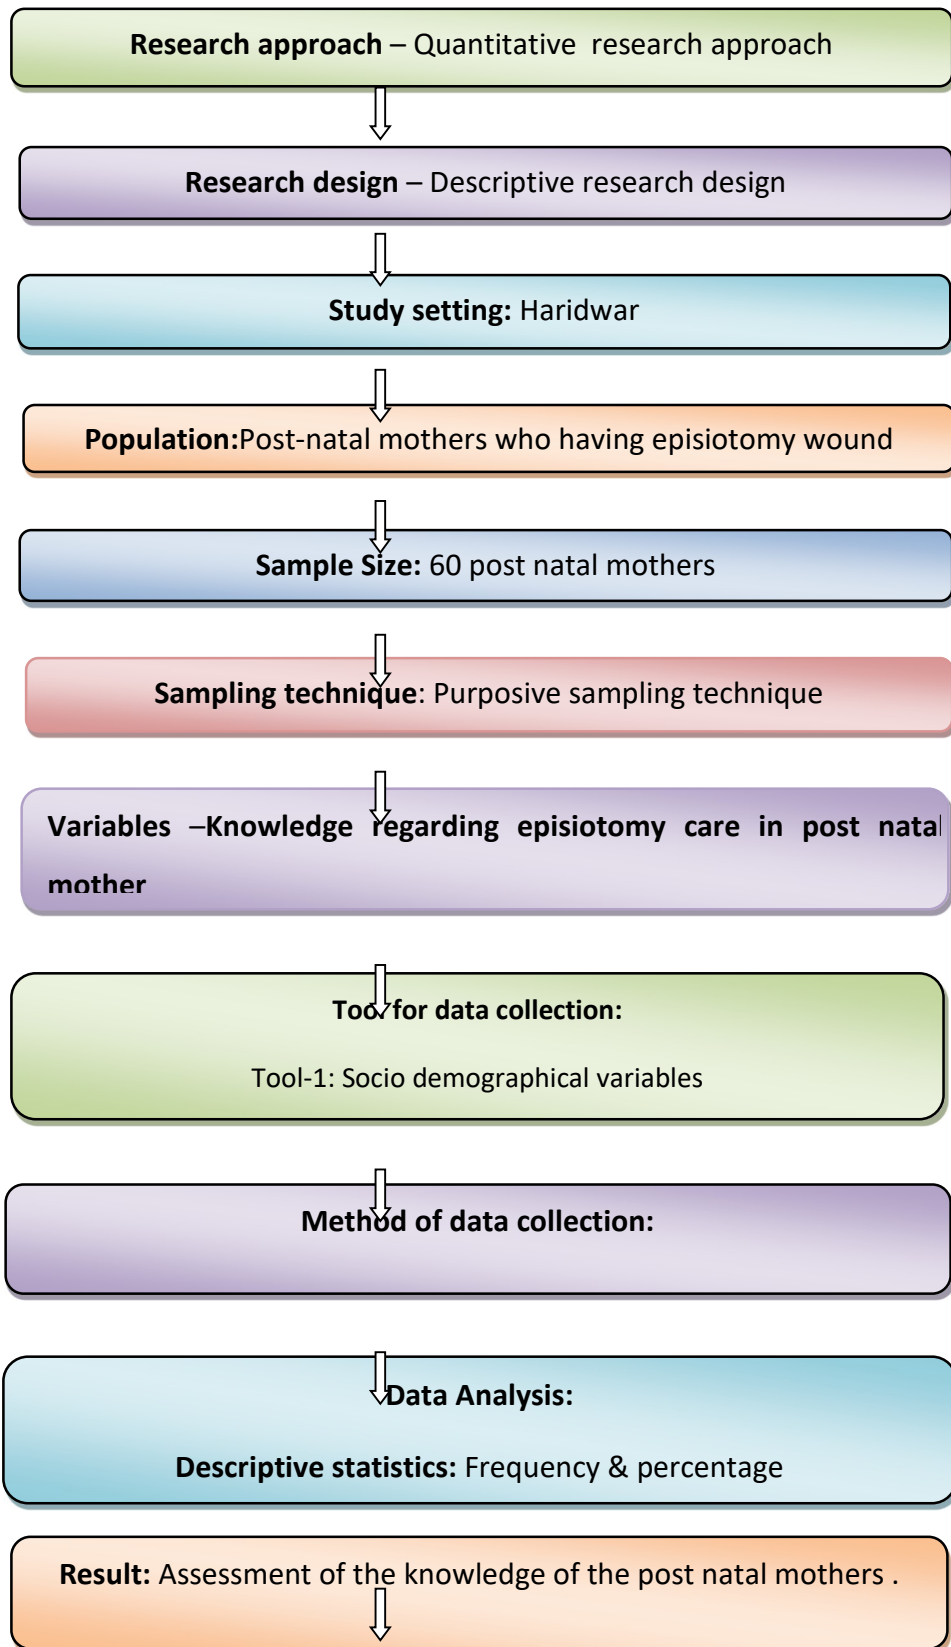 Research approach – Quantitative research approach
Research design – Descriptive research design
Study setting: Haridwar
Population:Post-natal mothers who having episiotomy wound
Sample Size: 60 post natal mothers
Sampling technique: Purposive sampling technique
Variables –Knowledge regarding episiotomy care in post natal
mother
Tool for data collection:
Tool-1: Socio demographical variables
Method of data collection:
Data Analysis:
Descriptive statistics: Frequency & percentage
Result: Assessment of the knowledge of the post natal mothers .